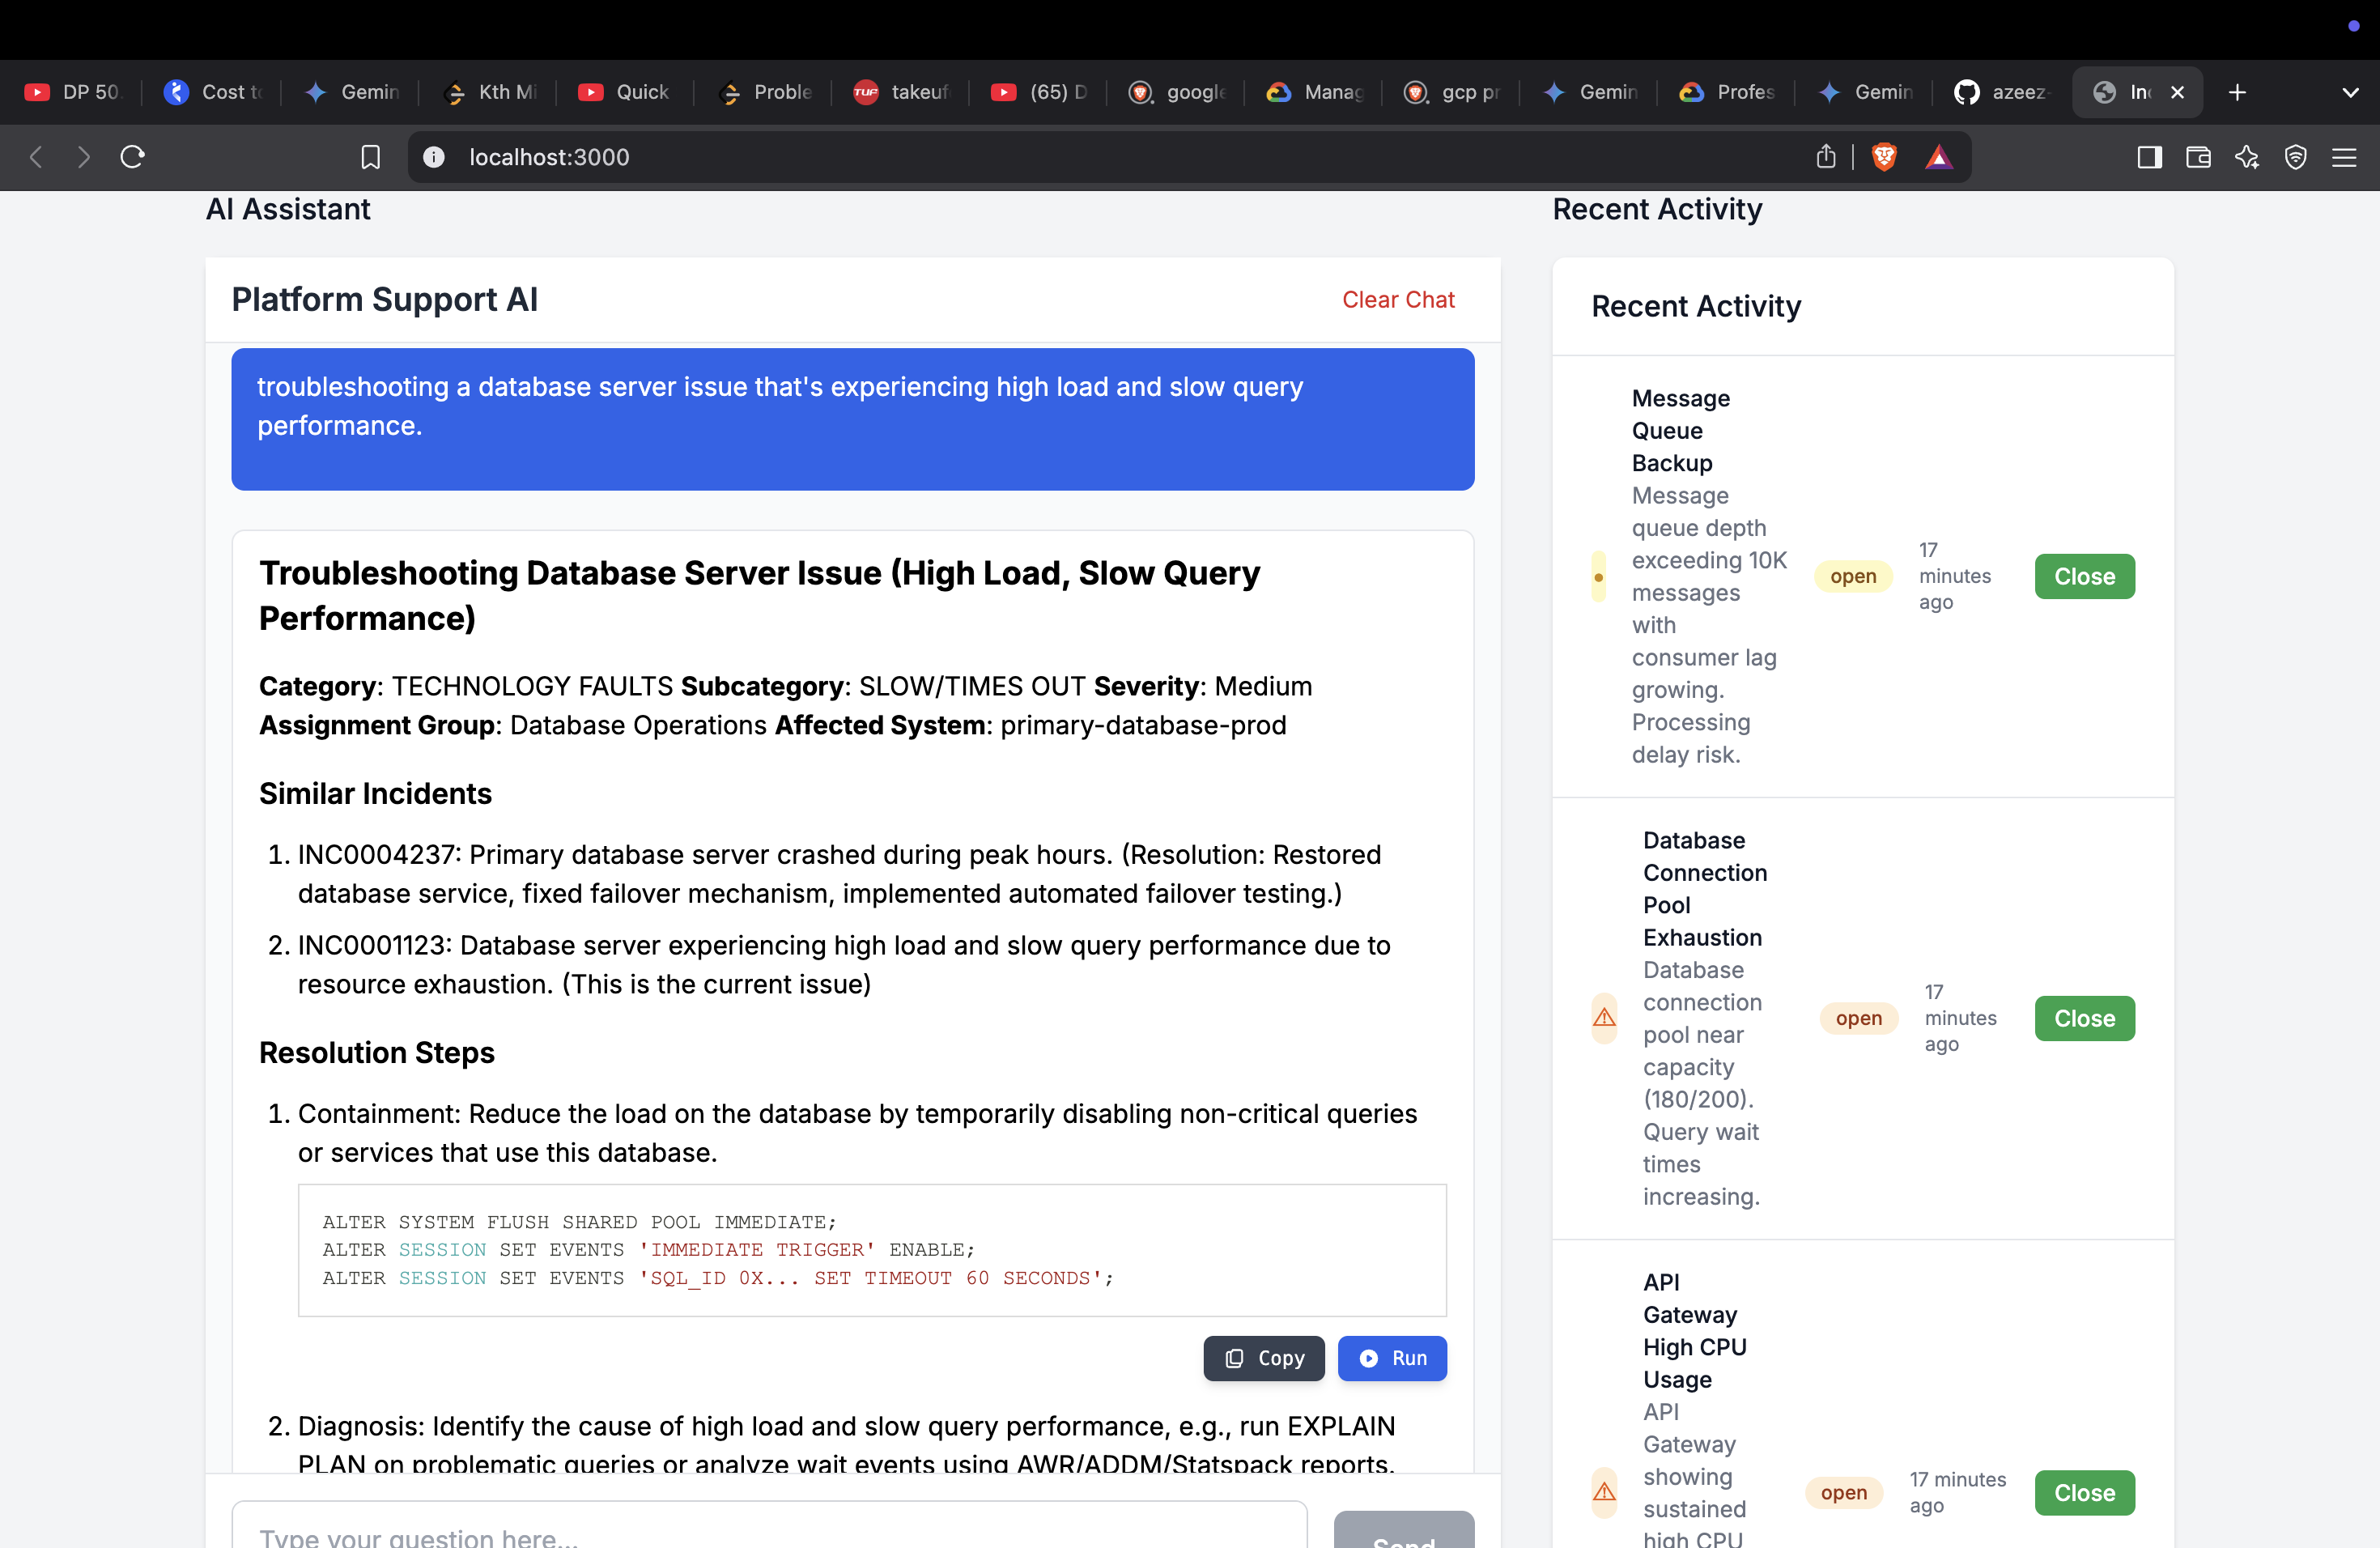 DP 50
Cost to
Gemin
Kth Mi
Quick
Proble
TUF takeuf
(65) D
google
Manag
gcp pr
Gemin
Profes
Gemin
azeez-
Inc
localhost:3000
AI Assistant
Platform Support AI
Clear Chat
troubleshooting a database server issue that's experiencing high load and slow query
performance.
Troubleshooting Database Server Issue (High Load, Slow Query
Performance)
Category: TECHNOLOGY FAULTS Subcategory: SLOW/TIMES OUT Severity: Medium
Assignment Group: Database Operations Affected System: primary-database-prod
Similar Incidents
1. INC0004237: Primary database server crashed during peak hours. (Resolution: Restored
database service, fixed failover mechanism, implemented automated failover testing.)
2. INC0001123: Database server experiencing high load and slow query performance due to
resource exhaustion. (This is the current issue)
Resolution Steps
1. Containment: Reduce the load on the database by temporarily disabling non-critical queries
or services that use this database.
ALTER SYSTEM FLUSH SHARED POOL IMMEDIATE;
ALTER SESSION SET EVENTS 'IMMEDIATE TRIGGER' ENABLE;
ALTER SESSION SET EVENTS 'SQL_ID 0X... SET TIMEOUT 60 SECONDS';
Copy
Run
2. Diagnosis: Identify the cause of high load and slow query performance, e.g., run EXPLAIN
PLAN on problematic queries or analyze wait events using AWR/ADDM/Statspack reports.
Type your question here...
Send
Recent Activity
Recent Activity
Message
Queue
Backup
Message
queue depth
exceeding 10K
messages
with
consumer lag
growing.
Processing
delay risk.
open
17
minutes
ago
Close
Database
Connection
Pool
Exhaustion
Database
connection
pool near
capacity
(180/200).
Query wait
times
increasing.
open
17
minutes
ago
Close
API
Gateway
High CPU
Usage
API
Gateway
showing
sustained
high CPU
open
17 minutes
ago
Close